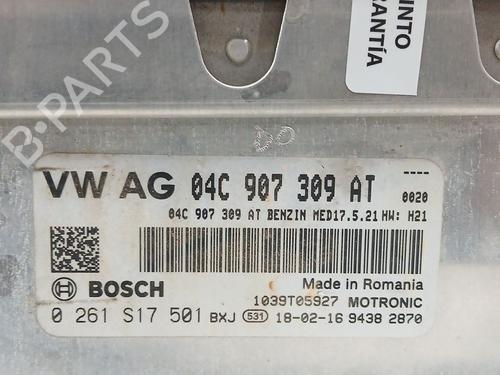 INTO
RANTÍA
B-PARTS
VW AG 04C 907 309 AT 0020
04C 907 309 AT BENZIN MED17.5.21 HW: H21
BOSCH
Made in Romania
1039T05927 MOTRONIC
0 261 S17 501 BXJ 531 18-02-16 9438 2870